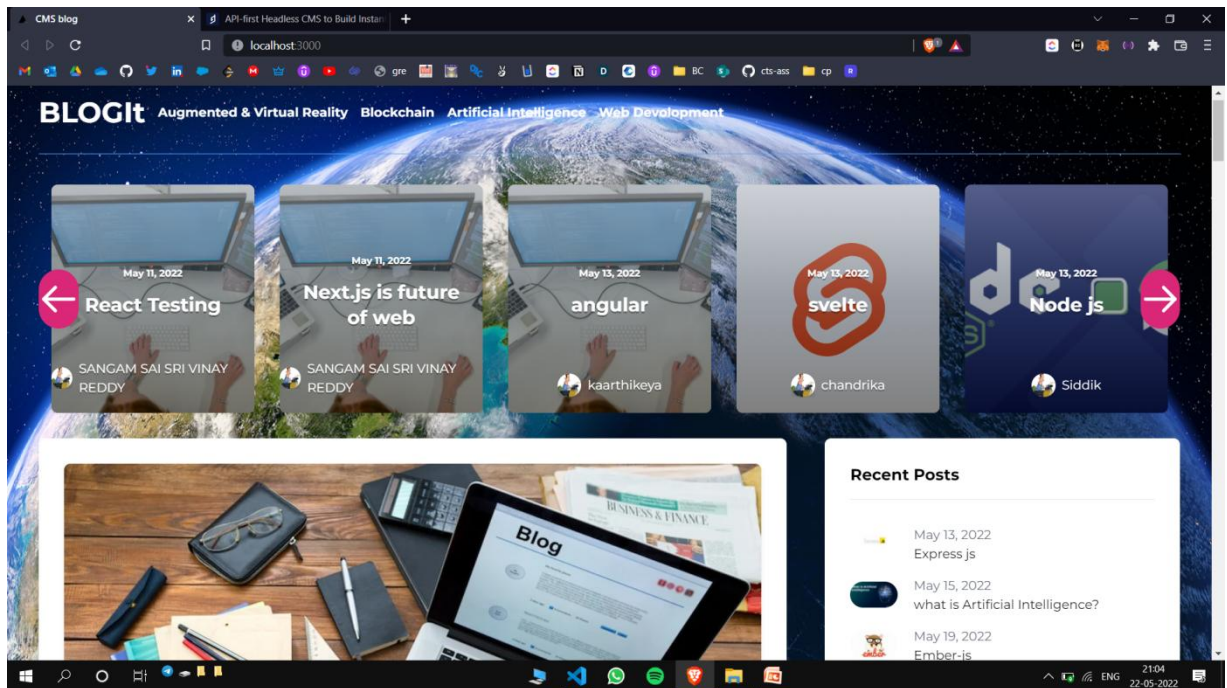 CMS blog
API-first Headless CMS to Build Instan
localhost:3000
gre
BC
cts-ass
cp
BLOGIt
Augmented & Virtual Reality Blockchain Artificial Intelligence Web Devolopment
May 11, 2022
React Testing
SANGAM SAI SRI VINAY
REDDY
May 11, 2022
Next.js is future
of web
SANGAM SAI SRI VINAY
REDDY
May 13, 2022
angular
kaarthikeya
May 13, 2022
svelte
chandrika
May 13, 2022
Node js
Siddik
BUSINESS & FINANCE
Blog
Recent Posts
May 13, 2022
Express js
May 15, 2022
what is Artificial Intelligence?
May 19, 2022
Ember-js
ENG
21:04
22-05-2022